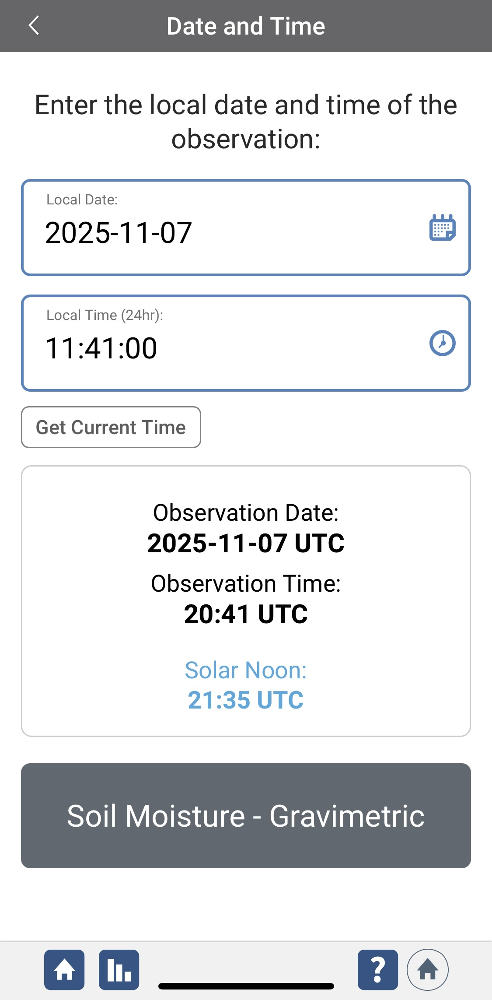 Date and Time
Enter the local date and time of the
observation:
Local Date:
2025-11-07
Local Time (24hr):
11:41:00
Get Current Time
Observation Date:
2025-11-07 UTC
Observation Time:
20:41 UTC
Solar Noon:
21:35 UTC
Soil Moisture - Gravimetric
?